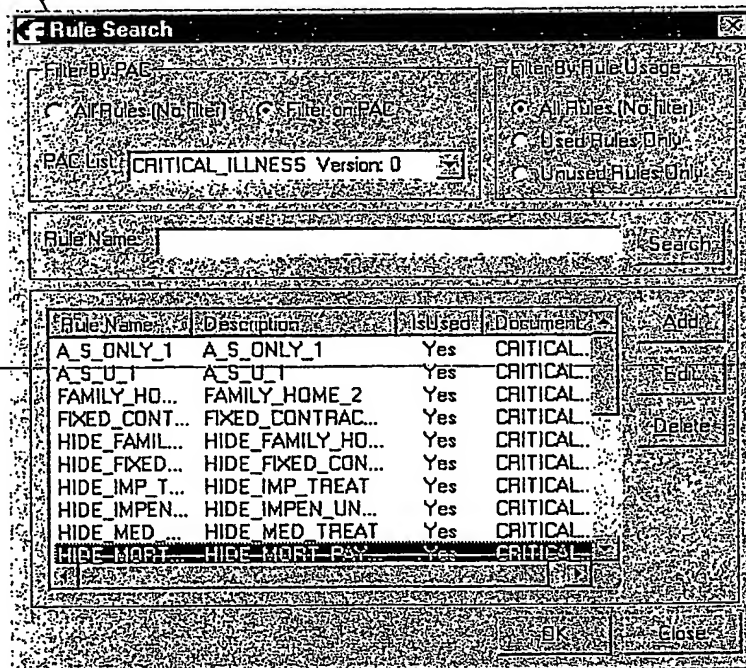 Rule Search
Filter By PAC
All Rules (No filter) Filter on PAC
PAC List: CRITICAL_ILLNESS Version: 0
Filter By Rule Usage
All Rules (No filter)
Used Rules Only
Unused Rules Only
Rule Name: Search
Rule Name Description IsUsed Document
A_S_ONLY_1 A_S_ONLY_1 Yes CRITICAL...
A_S_U_1 A_S_U_1 Yes CRITICAL...
FAMILY_HO... FAMILY_HOME_2 Yes CRITICAL...
FIXED_CONT... FIXED_CONTRAC... Yes CRITICAL...
HIDE_FAMIL... HIDE_FAMILY_HO... Yes CRITICAL...
HIDE_FIXED... HIDE_FIXED_CON... Yes CRITICAL...
HIDE_IMP_T... HIDE_IMP_TREAT Yes CRITICAL...
HIDE_IMPEN... HIDE_IMPEN_UN... Yes CRITICAL...
HIDE_MED_... HIDE_MED_TREAT Yes CRITICAL...
HIDE_MORT... HIDE_MORT_PAY... Yes CRITICAL...
Add
Edit
Delete
OK Close